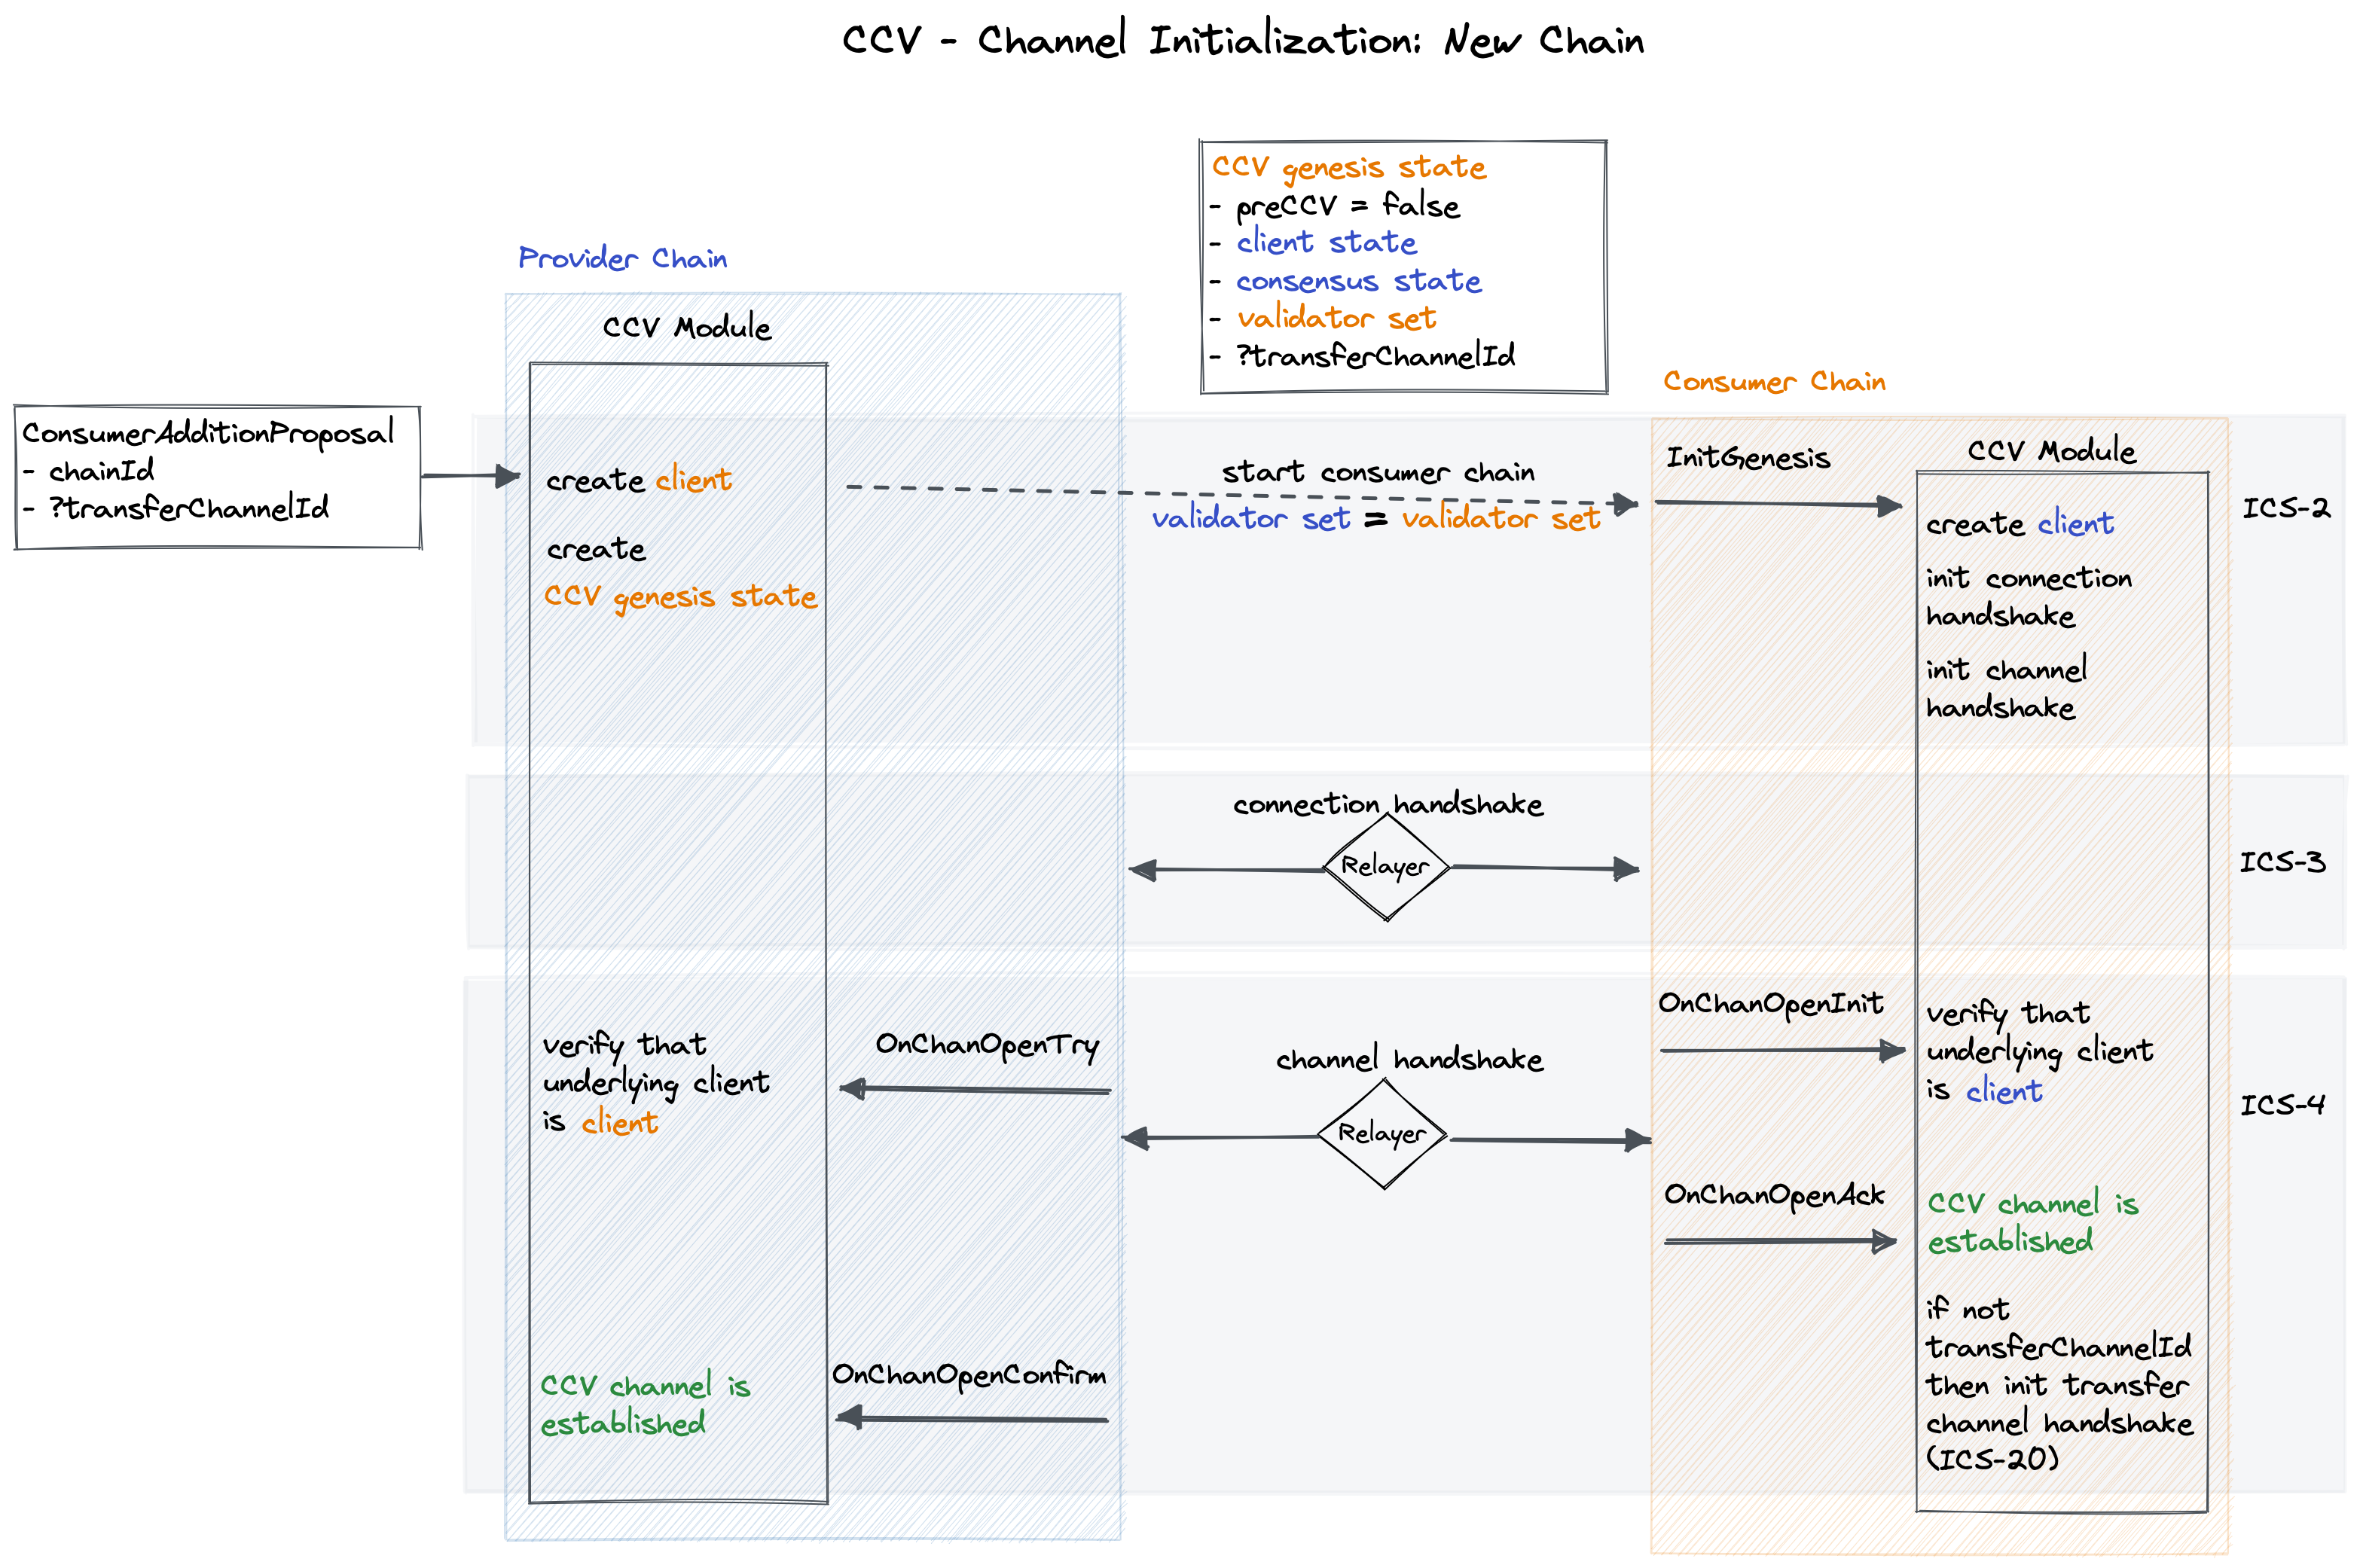 CCV - Channel Initialization: New Chain
CCV genesis state
- preCCV = false
- client state
- consensus state
- validator set
- ?transferChannelId
Provider Chain
CCV Module
Consumer Chain
ConsumerAdditionProposal
- chainId
- ?transferChannelId
create client
create
CCV genesis state
start consumer chain
validator set = validator set
InitGenesis
CCV Module
create client
init connection
handshake
init channel
handshake
ICS-2
connection handshake
Relayer
ICS-3
verify that
underlying client
is client
OnChanOpenTry
channel handshake
Relayer
OnChanOpenInit
verify that
underlying client
is client
ICS-4
OnChanOpenAck
CCV channel is
established
if not
transferChannelId
then init transfer
channel handshake
(ICS-20)
CCV channel is
established
OnChanOpenConfirm